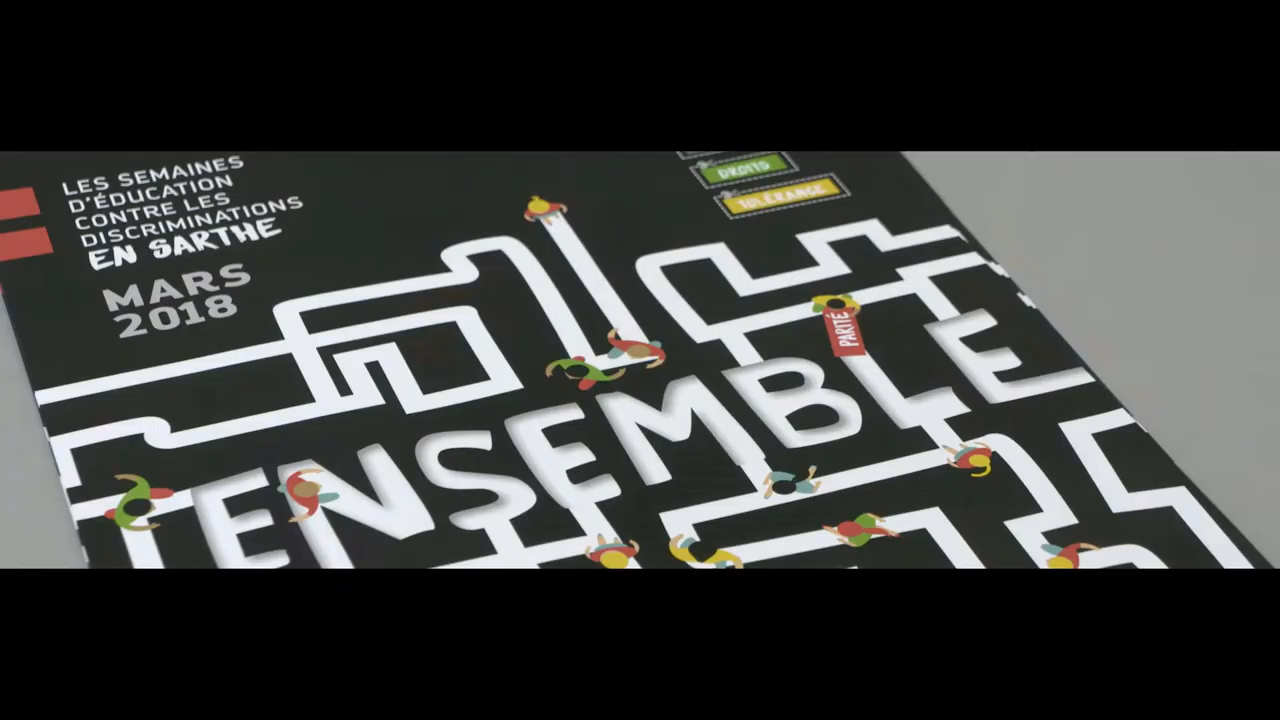 LES SEMAINES
D'ÉDUCATION
CONTRE LES
DISCRIMINATIONS
EN SARTHE
MARS
2018
DROITS
TOLÉRANCE
PARITÉ
ENSEMBLE